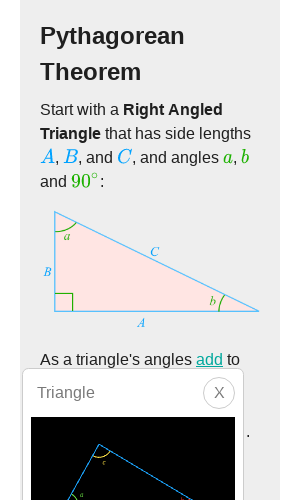 Pythagorean
Theorem
Start with a Right Angled
Triangle that has side lengths
A, B, and C, and angles a, b
and 90°:
a
C
B
b
A
As a triangle's angles add to
Triangle X
.
c
a